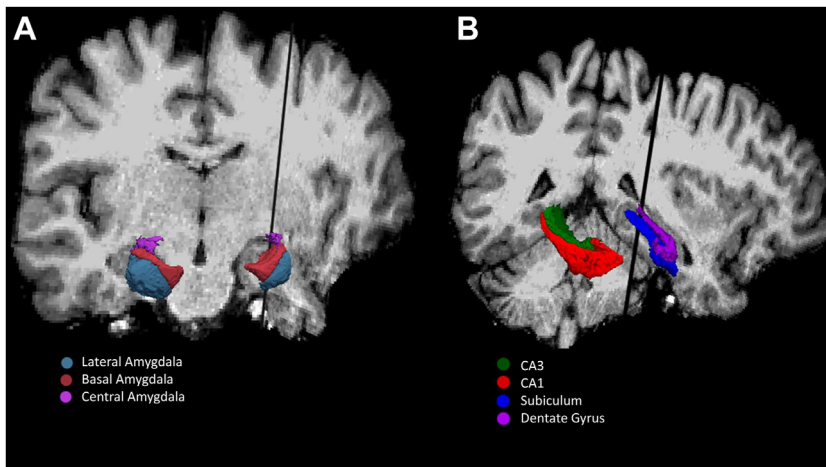 A
B
Lateral Amygdala
Basal Amygdala
Central Amygdala
CA3
CA1
Subiculum
Dentate Gyrus